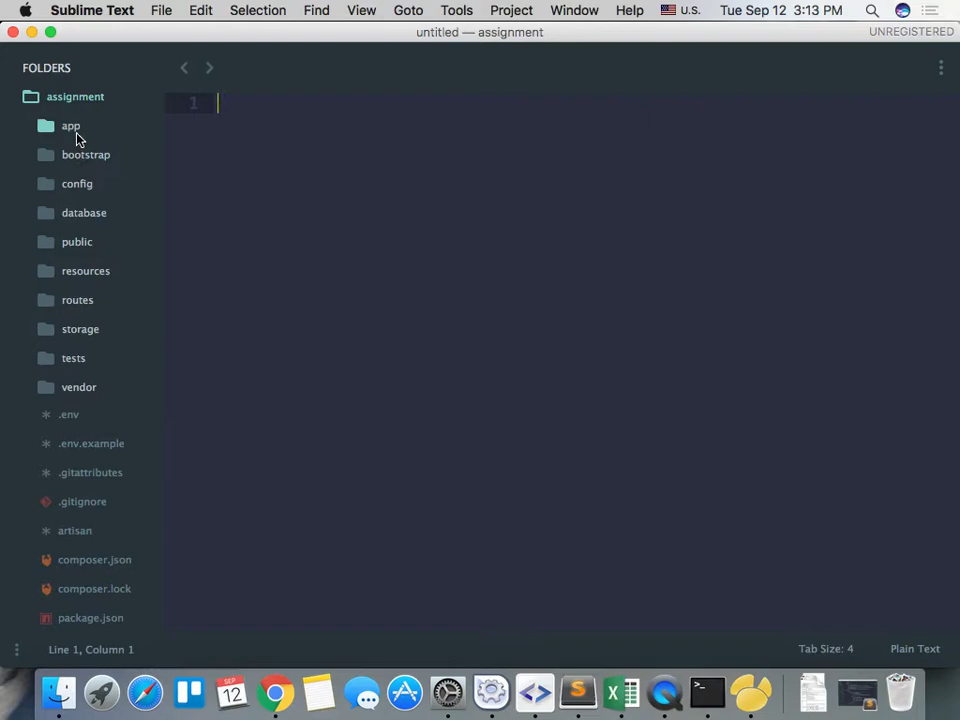 Sublime Text File Edit Selection Find View Goto Tools Project Window Help U.S. Tue Sep 12 3:13 PM
untitled — assignment UNREGISTERED
FOLDERS
assignment
1
app
bootstrap
config
database
public
resources
routes
storage
tests
vendor
.env
.env.example
.gitattributes
.gitignore
artisan
composer.json
composer.lock
package.json
Line 1, Column 1 Tab Size: 4 Plain Text
SEP
12